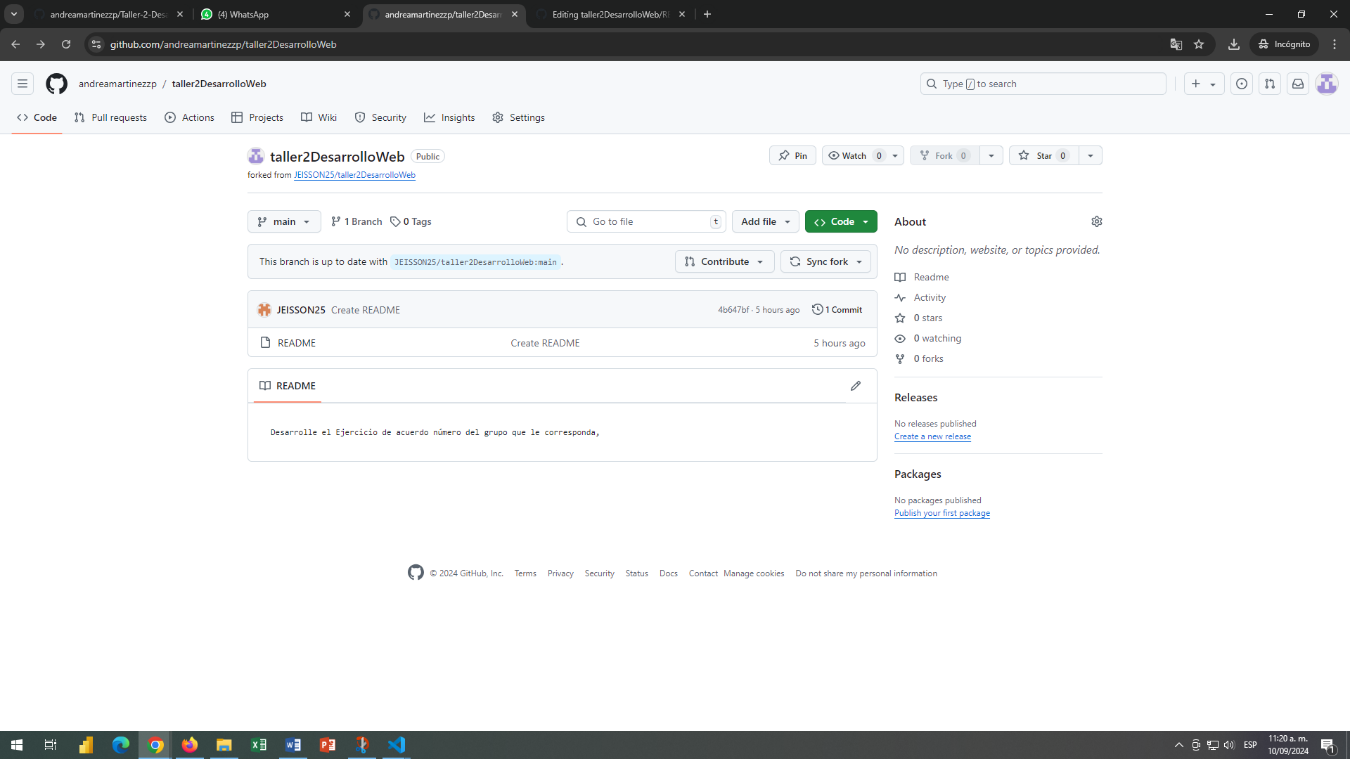 andreamartinezzp/Taller-2-Des
(4) WhatsApp
andreamartinezzp/taller2Desarr
Editing taller2DesarrolloWeb/RE
github.com/andreamartinezzp/taller2DesarrolloWeb
Incógnito
andreamartinezzp / taller2DesarrolloWeb
Type / to search
Code
Pull requests
Actions
Projects
Wiki
Security
Insights
Settings
taller2DesarrolloWeb Public
Pin
Watch 0
Fork 0
Star 0
forked from JEISSON25/taller2DesarrolloWeb
main
1 Branch
0 Tags
Go to file t
Add file
Code
About
No description, website, or topics provided.
This branch is up to date with JEISSON25/taller2DesarrolloWeb:main .
Contribute
Sync fork
Readme
Activity
0 stars
0 watching
0 forks
JEISSON25 Create README
4b647bf · 5 hours ago
1 Commit
README
Create README
5 hours ago
README
Desarrolle el Ejercicio de acuerdo número del grupo que le corresponda,
Releases
No releases published
Create a new release
Packages
No packages published
Publish your first package
© 2024 GitHub, Inc.
Terms
Privacy
Security
Status
Docs
Contact
Manage cookies
Do not share my personal information
ESP
11:20 a. m.
10/09/2024
1